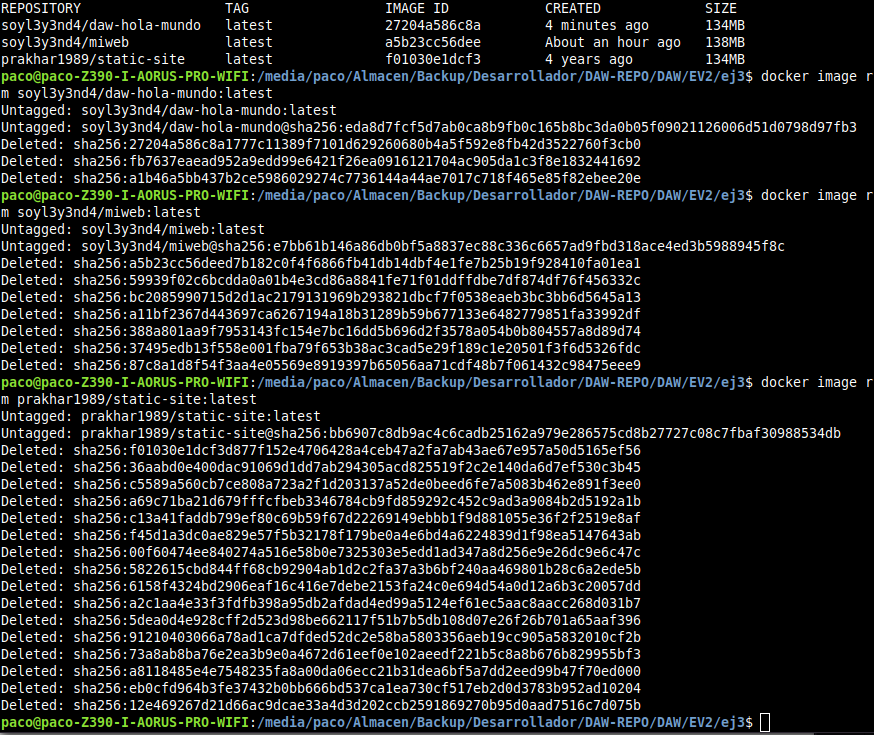 REPOSITORY TAG IMAGE ID CREATED SIZE
soyl3y3nd4/daw-hola-mundo latest 27204a586c8a 4 minutes ago 134MB
soyl3y3nd4/miweb latest a5b23cc56dee About an hour ago 138MB
prakhar1989/static-site latest f01030e1dcf3 4 years ago 134MB
paco@paco-Z390-I-AORUS-PRO-WIFI:/media/paco/Almacen/Backup/Desarrollador/DAW-REPO/DAW/EV2/ej3$ docker image r
m soyl3y3nd4/daw-hola-mundo:latest
Untagged: soyl3y3nd4/daw-hola-mundo:latest
Untagged: soyl3y3nd4/daw-hola-mundo@sha256:eda8d7fcf5d7ab0ca8b9fb0c165b8bc3da0b05f09021126006d51d0798d97fb3
Deleted: sha256:27204a586c8a1777c11389f7101d629260680b4a5f592e8fb42d3522760f3cb0
Deleted: sha256:fb7637eaead952a9edd99e6421f26ea0916121704ac905da1c3f8e1832441692
Deleted: sha256:a1b46a5bb437b2ce5986029274c7736144a44ae7017c718f465e85f82ebee20e
paco@paco-Z390-I-AORUS-PRO-WIFI:/media/paco/Almacen/Backup/Desarrollador/DAW-REPO/DAW/EV2/ej3$ docker image r
m soyl3y3nd4/miweb:latest
Untagged: soyl3y3nd4/miweb:latest
Untagged: soyl3y3nd4/miweb@sha256:e7bb61b146a86db0bf5a8837ec88c336c6657ad9fbd318ace4ed3b5988945f8c
Deleted: sha256:a5b23cc56deed7b182c0f4f6866fb41db14dbf4e1fe7b25b19f928410fa01ea1
Deleted: sha256:59939f02c6bcdda0a01b4e3cd86a8841fe71f01ddffdbe7df874df76f456332c
Deleted: sha256:bc2085990715d2d1ac2179131969b293821dbcf7f0538eaeb3bc3bb6d5645a13
Deleted: sha256:a11bf2367d443697ca6267194a18b31289b59b677133e6482779851fa33992df
Deleted: sha256:388a801aa9f7953143fc154e7bc16dd5b696d2f3578a054b0b804557a8d89d74
Deleted: sha256:37495edb13f558e001fba79f653b38ac3cad5e29f189c1e20501f3f6d5326fdc
Deleted: sha256:87c8a1d8f54f3aa4e05569e8919397b65056aa71cdf48b7f061432c98475eee9
paco@paco-Z390-I-AORUS-PRO-WIFI:/media/paco/Almacen/Backup/Desarrollador/DAW-REPO/DAW/EV2/ej3$ docker image r
m prakhar1989/static-site:latest
Untagged: prakhar1989/static-site:latest
Untagged: prakhar1989/static-site@sha256:bb6907c8db9ac4c6cadb25162a979e286575cd8b27727c08c7fbaf30988534db
Deleted: sha256:f01030e1dcf3d877f152e4706428a4ceb47a2fa7ab43ae67e957a50d5165ef56
Deleted: sha256:36aabd0e400dac91069d1dd7ab294305acd825519f2c2e140da6d7ef530c3b45
Deleted: sha256:c5589a560cb7ce808a723a2f1d203137a52de0beed6fe7a5083b462e891f3ee0
Deleted: sha256:a69c71ba21d679fffcfbeb3346784cb9fd859292c452c9ad3a9084b2d5192a1b
Deleted: sha256:c13a41faddb799ef80c69b59f67d22269149ebbb1f9d881055e36f2f2519e8af
Deleted: sha256:f45d1a3dc0ae829e57f5b32178f179be0a4e6bd4a6224839d1f98ea5147643ab
Deleted: sha256:00f60474ee840274a516e58b0e7325303e5edd1ad347a8d256e9e26dc9e6c47c
Deleted: sha256:5822615cbd844ff68cb92904ab1d2c2fa37a3b6bf240aa469801b28c6a2ede5b
Deleted: sha256:6158f4324bd2906eaf16c416e7debe2153fa24c0e694d54a0d12a6b3c20057dd
Deleted: sha256:a2c1aa4e33f3fdfb398a95db2afdad4ed99a5124ef61ec5aac8aacc268d031b7
Deleted: sha256:5dea0d4e928cff2d523d98be662117f51b7b5db108d07e26f26b701a65aaf396
Deleted: sha256:91210403066a78ad1ca7dfded52dc2e58ba5803356aeb19cc905a5832010cf2b
Deleted: sha256:73a8ab8ba76e2ea3b9e0a4672d61eef0e102aeedf221b5c8a8b676b829955bf3
Deleted: sha256:a8118485e4e7548235fa8a00da06ecc21b31dea6bf5a7dd2eed99b47f70ed000
Deleted: sha256:eb0cfd964b3fe37432b0bb666bd537ca1ea730cf517eb2d0d3783b952ad10204
Deleted: sha256:12e469267d21d66ac9dcae33a4d3d202ccb2591869270b95d0aad7516c7d075b
paco@paco-Z390-I-AORUS-PRO-WIFI:/media/paco/Almacen/Backup/Desarrollador/DAW-REPO/DAW/EV2/ej3$